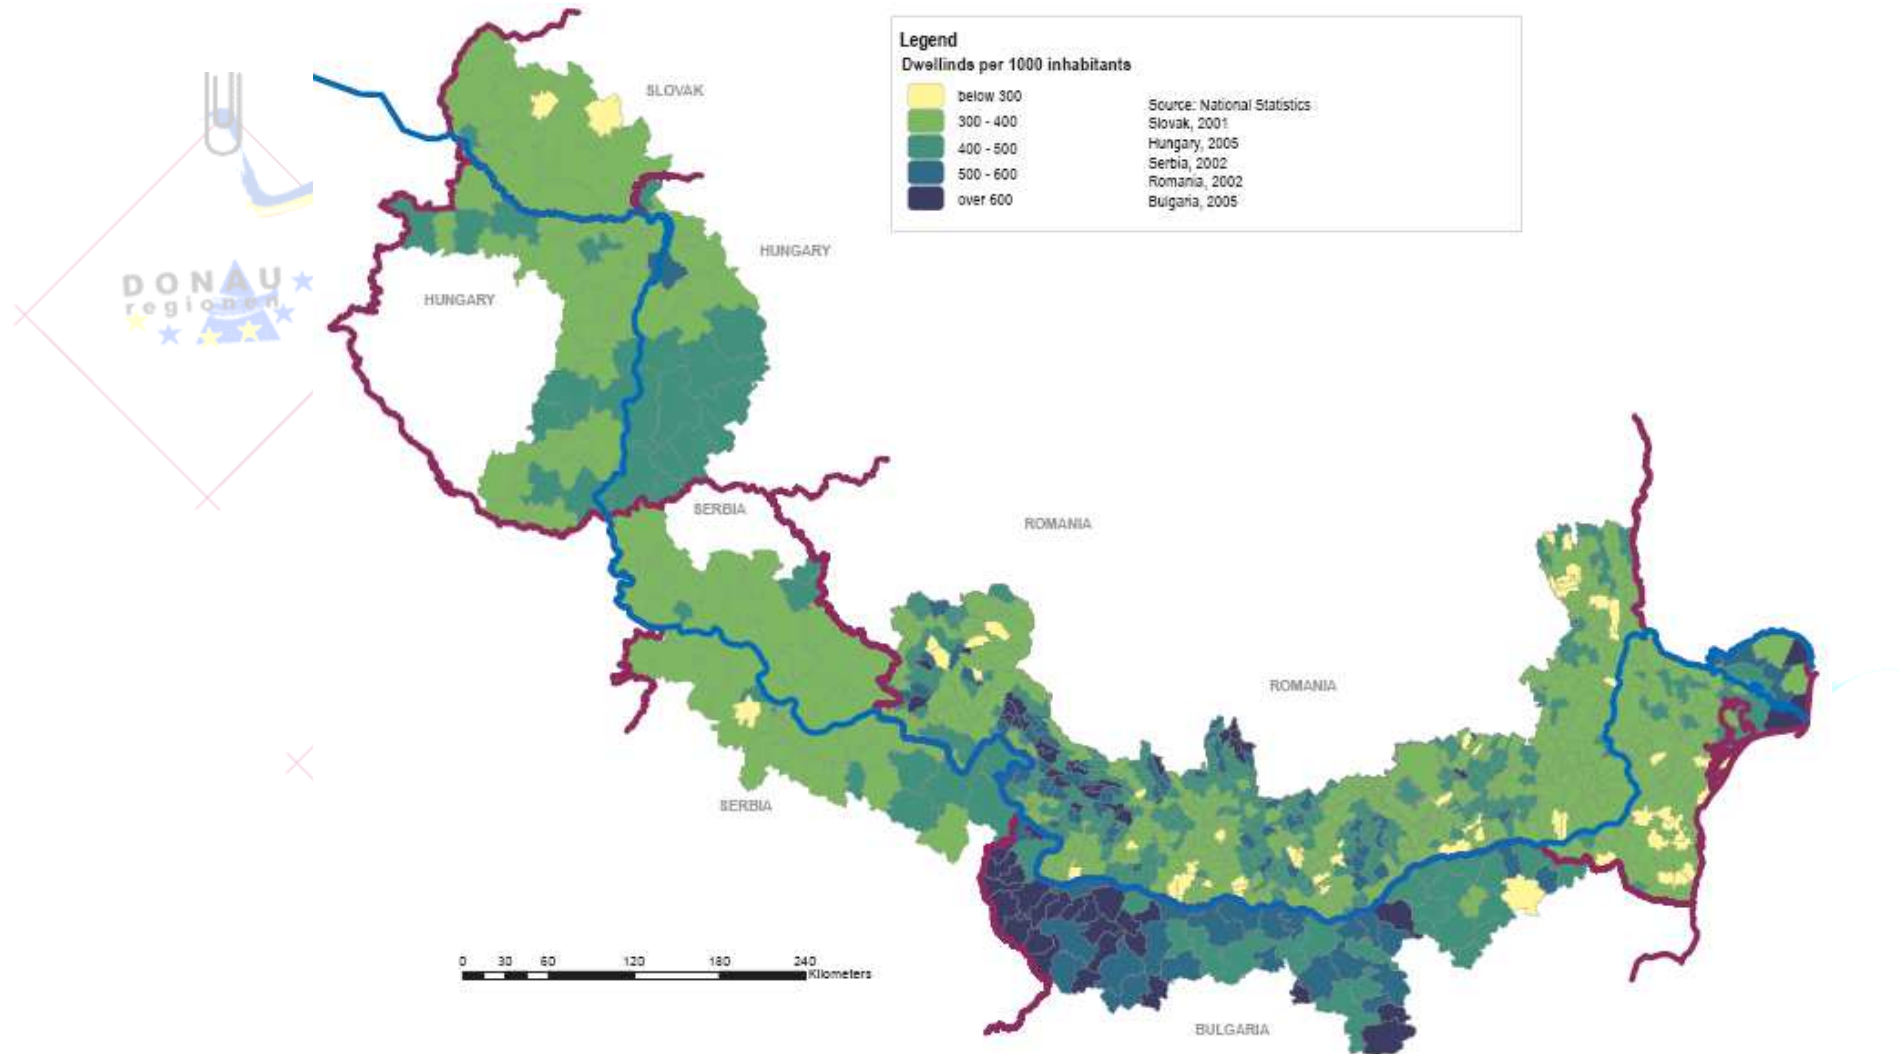 Legend
Dwellinds per 1000 inhabitants
below 300
300 - 400
400 - 500
500 - 600
over 600
Source: National Statistics
Slovak, 2001
Hungary, 2005
Serbia, 2002
Romania, 2002
Bulgaria, 2005
SLOVAK
HUNGARY
DONAU
regionen
HUNGARY
SERBIA
ROMANIA
ROMANIA
SERBIA
0 30 60 120 180 240
Kilometers
BULGARIA